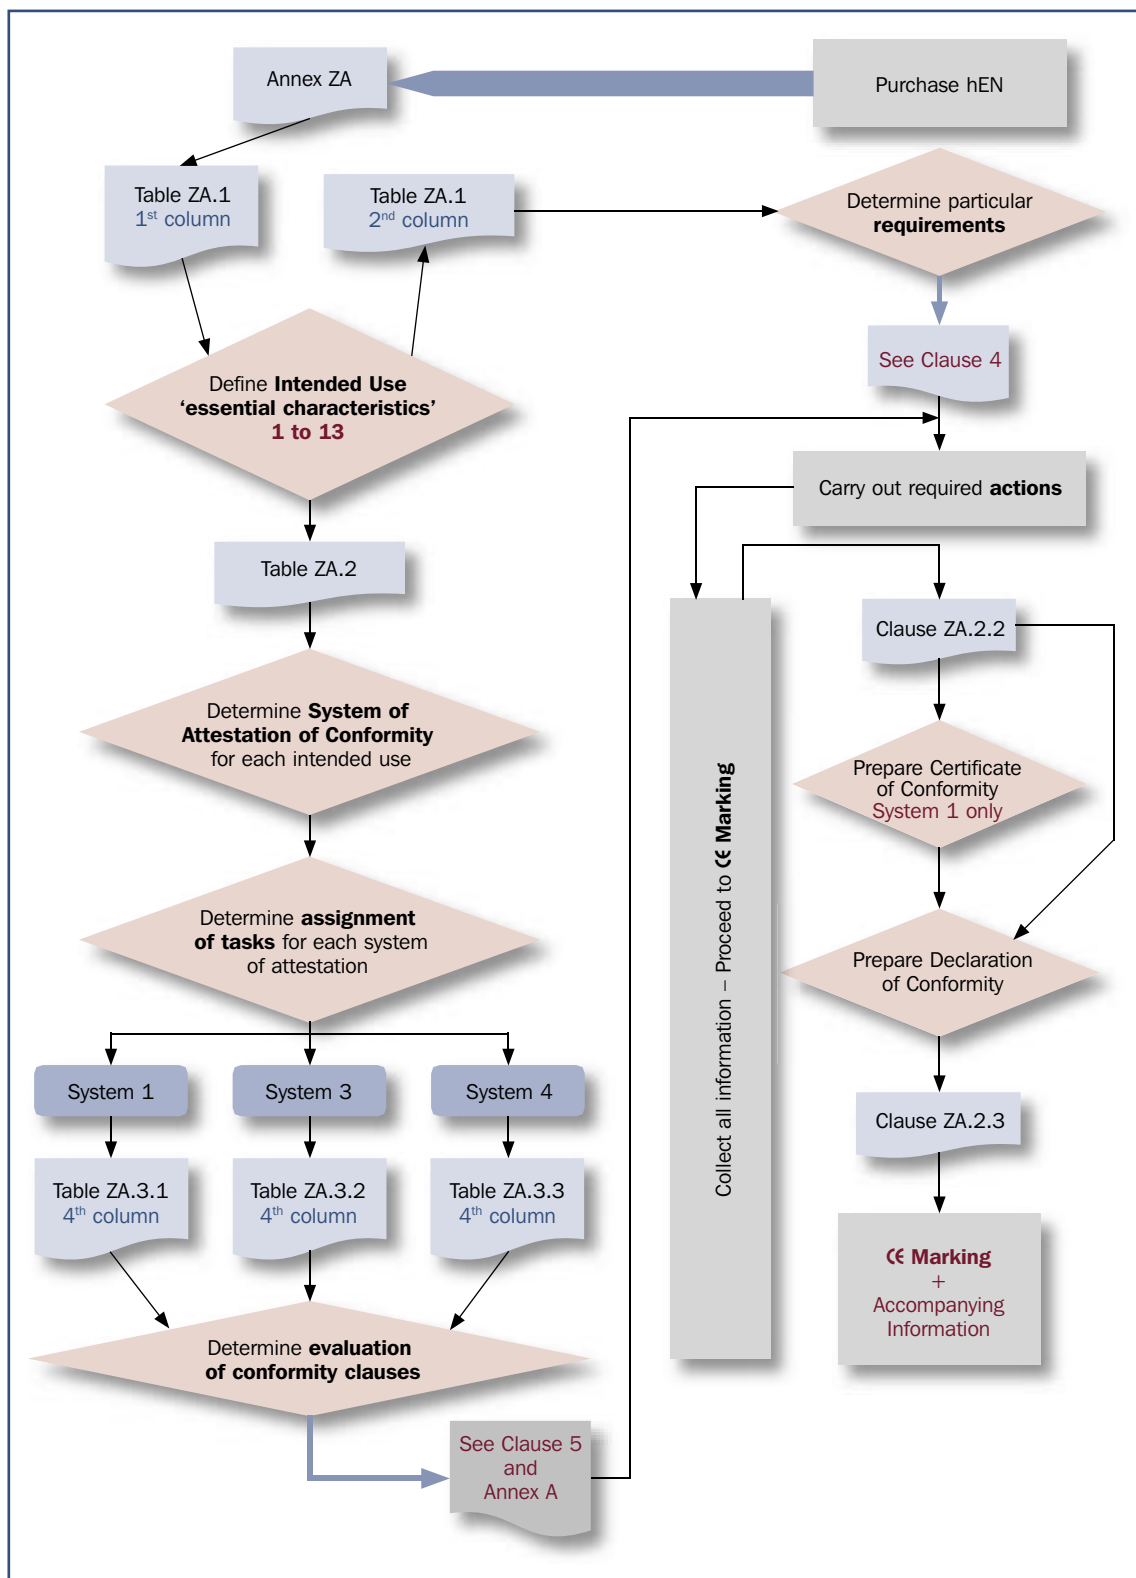 Annex ZA
Purchase hEN
Table ZA.1
1st column
Table ZA.1
2nd column
Determine particular
requirements
See Clause 4
Define Intended Use
‘essential characteristics’
1 to 13
Carry out required actions
Table ZA.2
Clause ZA.2.2
Determine System of
Attestation of Conformity
for each intended use
Prepare Certificate
of Conformity
System 1 only
Collect all information – Proceed to CE Marking
Determine assignment
of tasks for each system
of attestation
Prepare Declaration
of Conformity
System 1
System 3
System 4
Clause ZA.2.3
Table ZA.3.1
4th column
Table ZA.3.2
4th column
Table ZA.3.3
4th column
CE Marking
+
Accompanying
Information
Determine evaluation
of conformity clauses
See Clause 5
and
Annex A